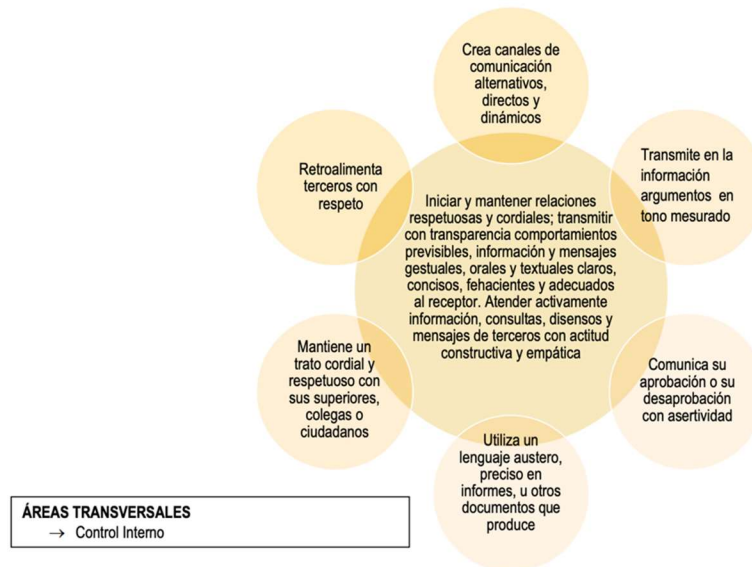 Crea canales de
comunicación
alternativos,
directos y
dinámicos
Transmite en la
información
argumentos en
tono mesurado
Comunica su
aprobación o su
desaprobación
con asertividad
Utiliza un
lenguaje austero,
preciso en
informes, u otros
documentos que
produce
Mantiene un
trato cordial y
respetuoso con
sus superiores,
colegas o
ciudadanos
Retroalimenta
terceros con
respeto
Iniciar y mantener relaciones
respetuosas y cordiales; transmitir
con transparencia comportamientos
previsibles, información y mensajes
gestuales, orales y textuales claros,
concisos, fehacientes y adecuados
al receptor. Atender activamente
información, consultas, disensos y
mensajes de terceros con actitud
constructiva y empática
ÁREAS TRANSVERSALES
→ Control Interno